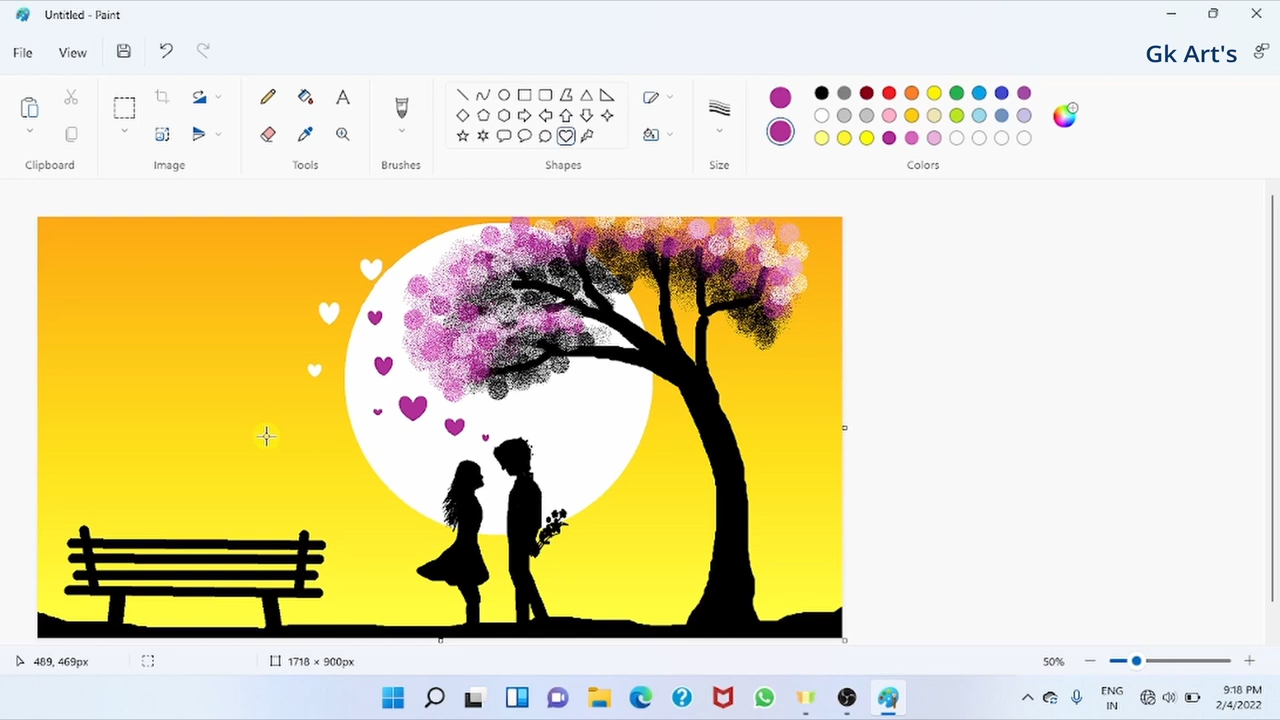 Untitled - Paint
File
View
Gk Art's
Clipboard
Image
Tools
Brushes
Shapes
Size
Colors
489, 469px
1718 × 900px
50%
ENG
IN
9:18 PM
2/4/2022